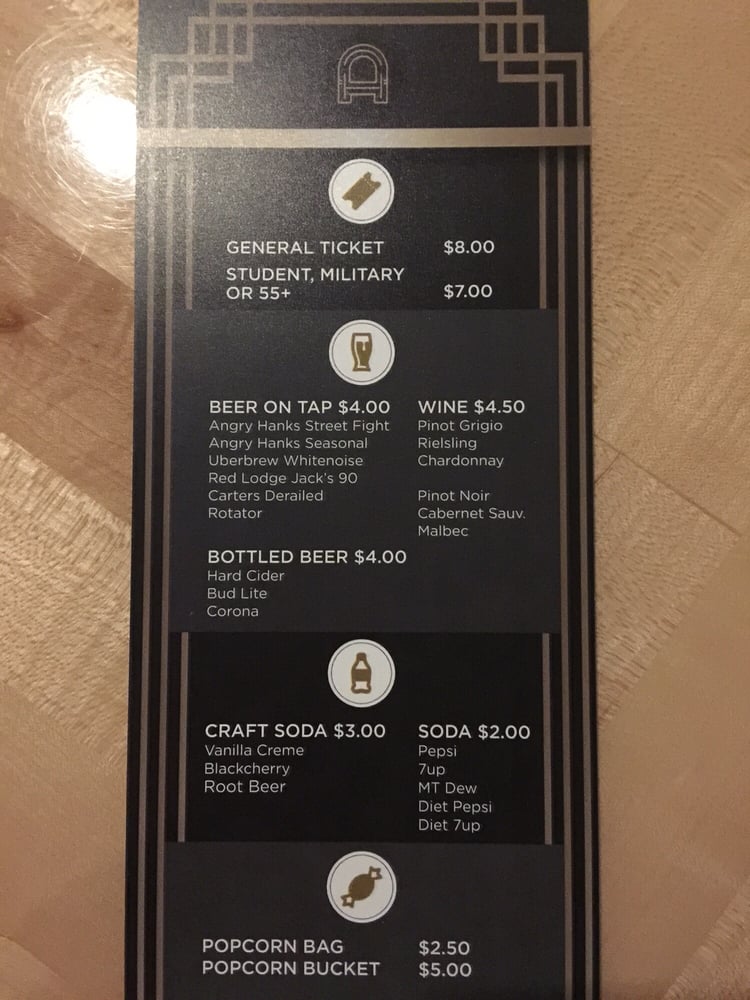 GENERAL TICKET $8.00
STUDENT, MILITARY
OR 55+ $7.00
BEER ON TAP $4.00
Angry Hanks Street Fight
Angry Hanks Seasonal
Uberbrew Whitenoise
Red Lodge Jack's 90
Carters Derailed
Rotator
WINE $4.50
Pinot Grigio
Rielsling
Chardonnay
Pinot Noir
Cabernet Sauv.
Malbec
BOTTLED BEER $4.00
Hard Cider
Bud Lite
Corona
CRAFT SODA $3.00
Vanilla Creme
Blackcherry
Root Beer
SODA $2.00
Pepsi
7up
MT Dew
Diet Pepsi
Diet 7up
POPCORN BAG $2.50
POPCORN BUCKET $5.00